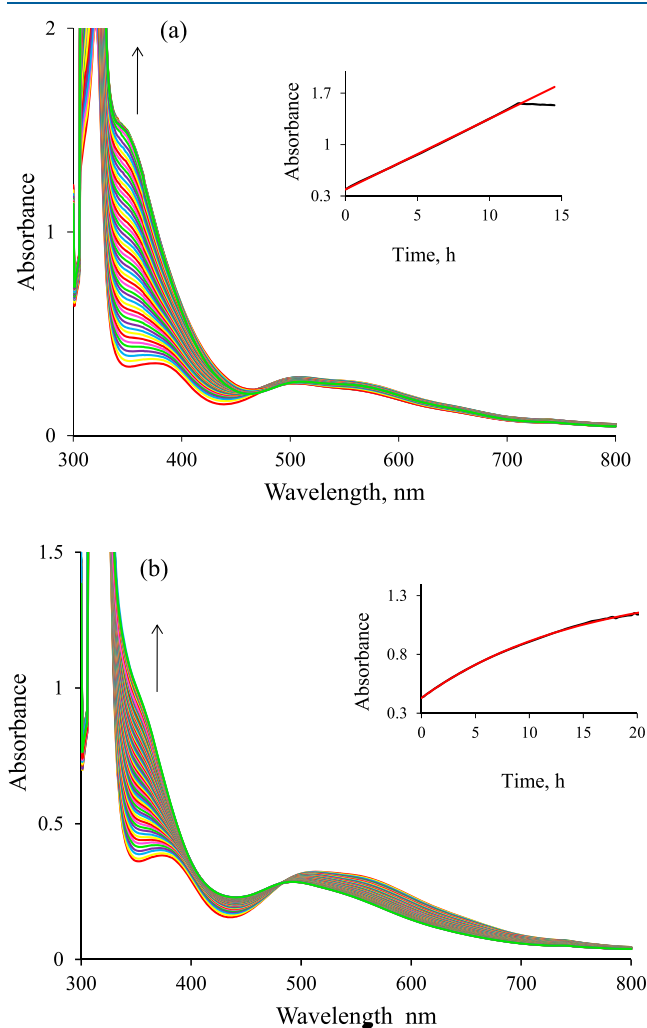 (a)
2
1
0
Absorbance
300 400 500 600 700 800
Wavelength, nm
1.7
1
0.3
Absorbance
0 5 10 15
Time, h
(b)
1.5
1
0.5
0
Absorbance
300 400 500 600 700 800
Wavelength nm
1.3
0.8
0.3
Absorbance
0 5 10 15 20
Time, h